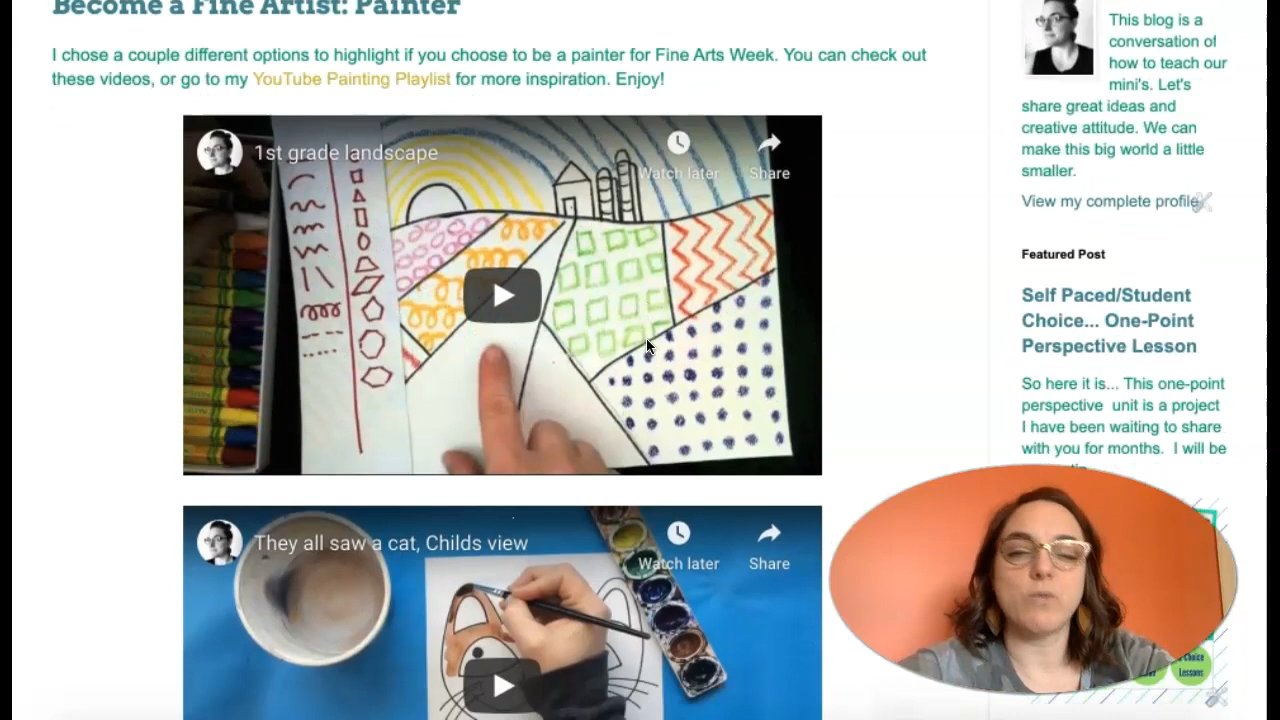 Become a Fine Artist: Painter
I chose a couple different options to highlight if you choose to be a painter for Fine Arts Week. You can check out
these videos, or go to my YouTube Painting Playlist for more inspiration. Enjoy!
1st grade landscape
Watch later
Share
They all saw a cat, Childs view
Watch later
Share
This blog is a
conversation of
how to teach our
mini's. Let's
share great ideas and
creative attitude. We can
make this big world a little
smaller.
View my complete profile
Featured Post
Self Paced/Student
Choice... One-Point
Perspective Lesson
So here it is... This one-point
perspective unit is a project
I have been waiting to share
with you for months. I will be
Choice
Lessons